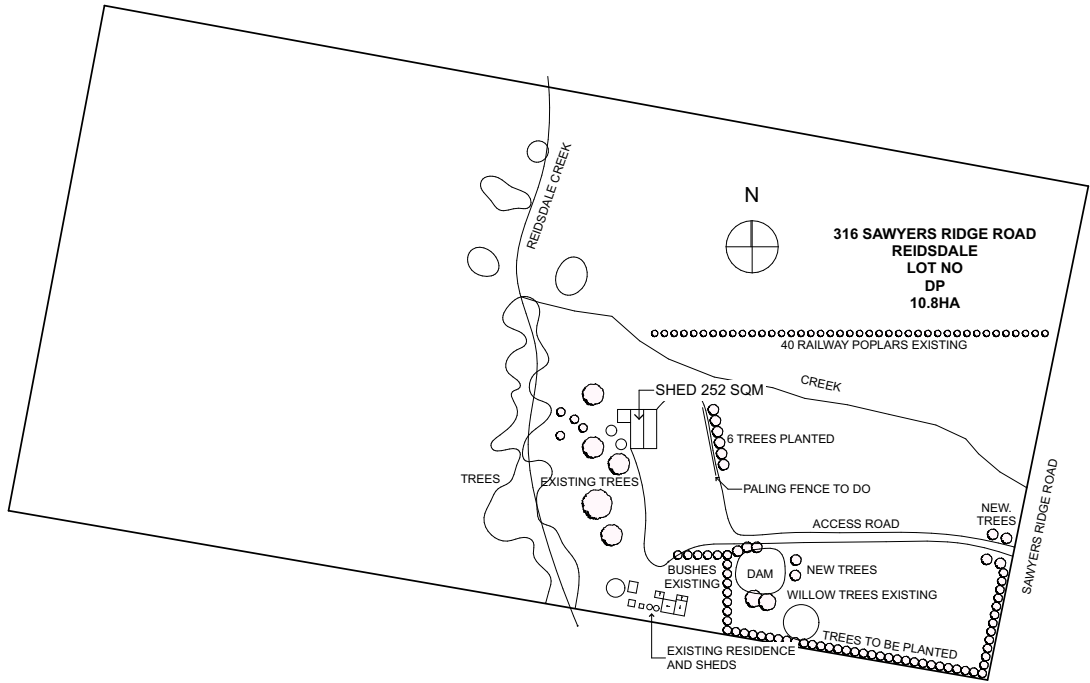 N
316 SAWYERS RIDGE ROAD
REIDSDALE
LOT NO
DP
10.8HA
REIDSDALE CREEK
40 RAILWAY POPLARS EXISTING
CREEK
SHED 252 SQM
6 TREES PLANTED
TREES
EXISTING TREES
PALING FENCE TO DO
NEW.
TREES
ACCESS ROAD
SAWYERS RIDGE ROAD
BUSHES
EXISTING
DAM
NEW TREES
WILLOW TREES EXISTING
TREES TO BE PLANTED
EXISTING RESIDENCE
AND SHEDS